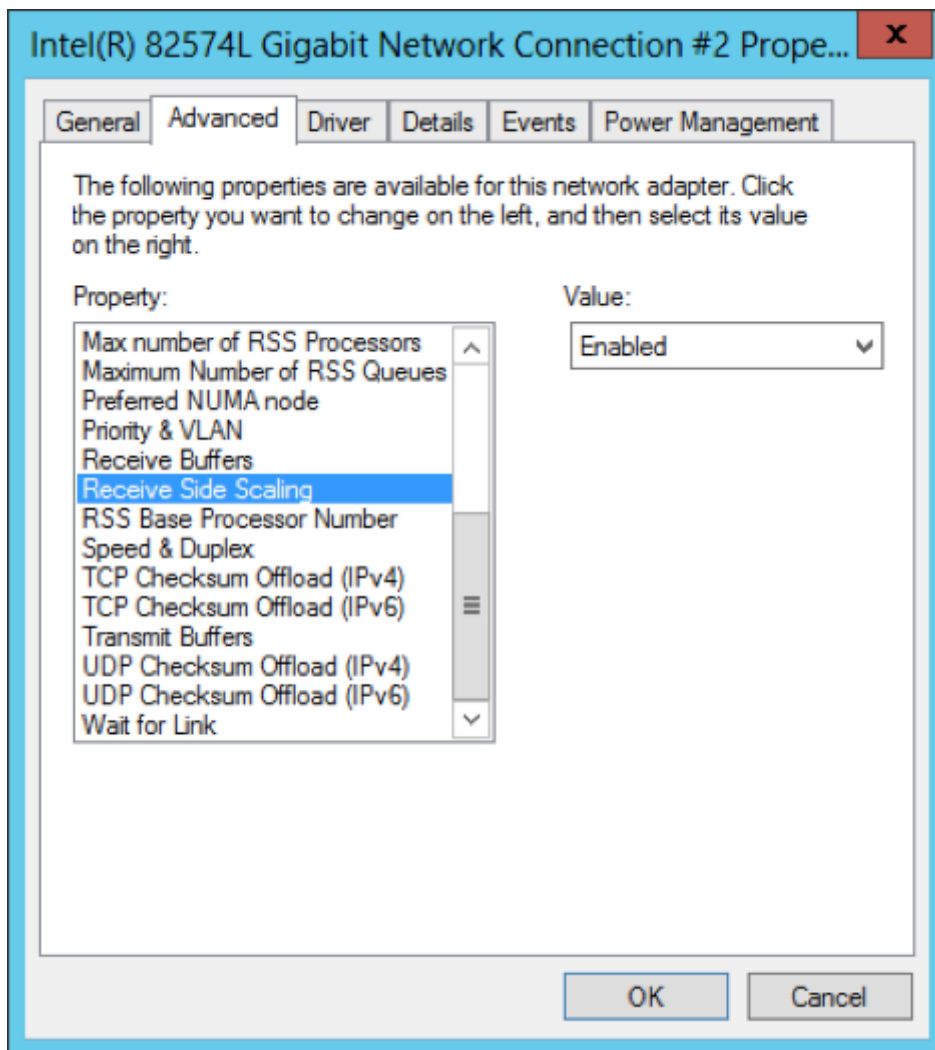 Intel(R) 82574L Gigabit Network Connection #2 Prope...
x
General Advanced Driver Details Events Power Management
The following properties are available for this network adapter. Click
the property you want to change on the left, and then select its value
on the right.
Property:
Value:
Max number of RSS Processors
Maximum Number of RSS Queues
Preferred NUMA node
Priority & VLAN
Receive Buffers
Receive Side Scaling
RSS Base Processor Number
Speed & Duplex
TCP Checksum Offload (IPv4)
TCP Checksum Offload (IPv6)
Transmit Buffers
UDP Checksum Offload (IPv4)
UDP Checksum Offload (IPv6)
Wait for Link
Enabled
OK
Cancel